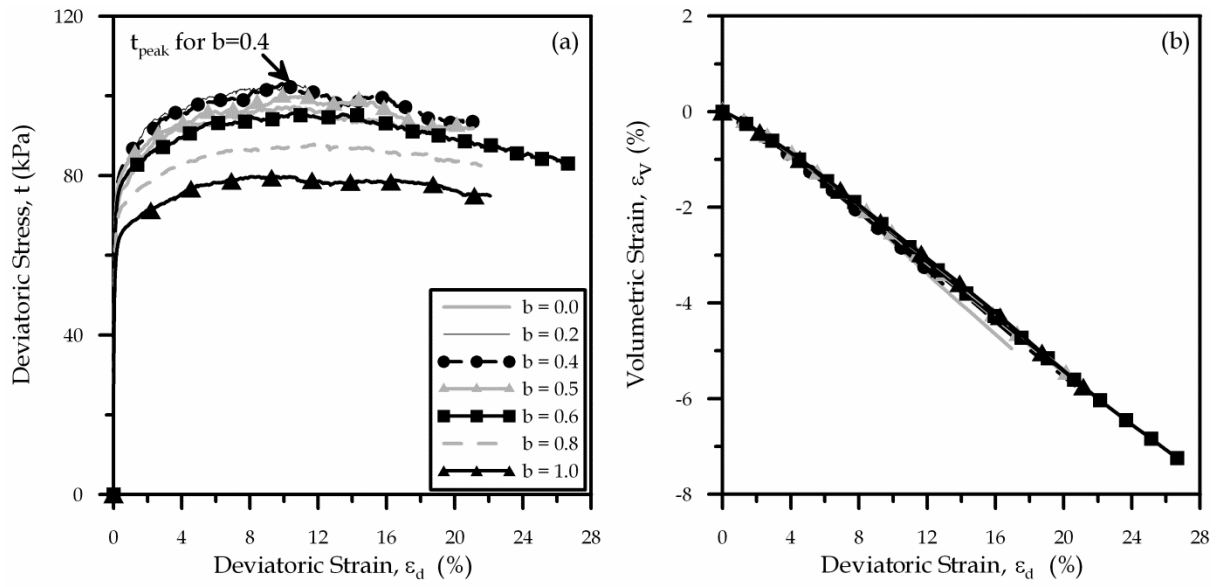 120
(a)
t_peak for b=0.4
80
40
0
Deviatoric Stress, t (kPa)
b = 0.0
b = 0.2
b = 0.4
b = 0.5
b = 0.6
b = 0.8
b = 1.0
0 4 8 12 16 20 24 28
Deviatoric Strain, ε_d (%)
2
(b)
0
-2
-4
-6
-8
Volumetric Strain, ε_v (%)
0 4 8 12 16 20 24 28
Deviatoric Strain, ε_d (%)